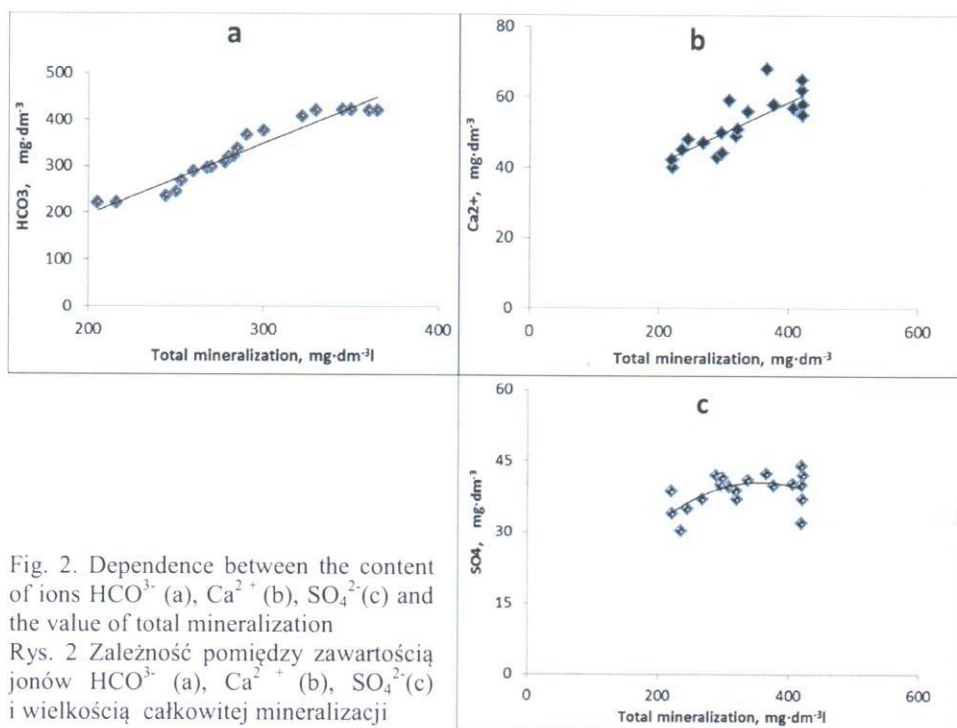 a
HCO3, mg·dm⁻³
500
400
300
200
100
0
200 300 400
Total mineralization, mg·dm⁻³l
b
Ca2+, mg·dm⁻³
80
60
40
20
0
0 200 400 600
Total mineralization, mg·dm⁻³
c
SO4, mg·dm⁻³
60
45
30
15
0
0 200 400 600
Total mineralization, mg·dm⁻³l
Fig. 2. Dependence between the content
of ions HCO³⁻ (a), Ca² ⁺ (b), SO₄²⁻(c) and
the value of total mineralization
Rys. 2 Zależność pomiędzy zawartością
jonów HCO³⁻ (a), Ca² ⁺ (b), SO₄²⁻(c)
i wielkością całkowitej mineralizacji